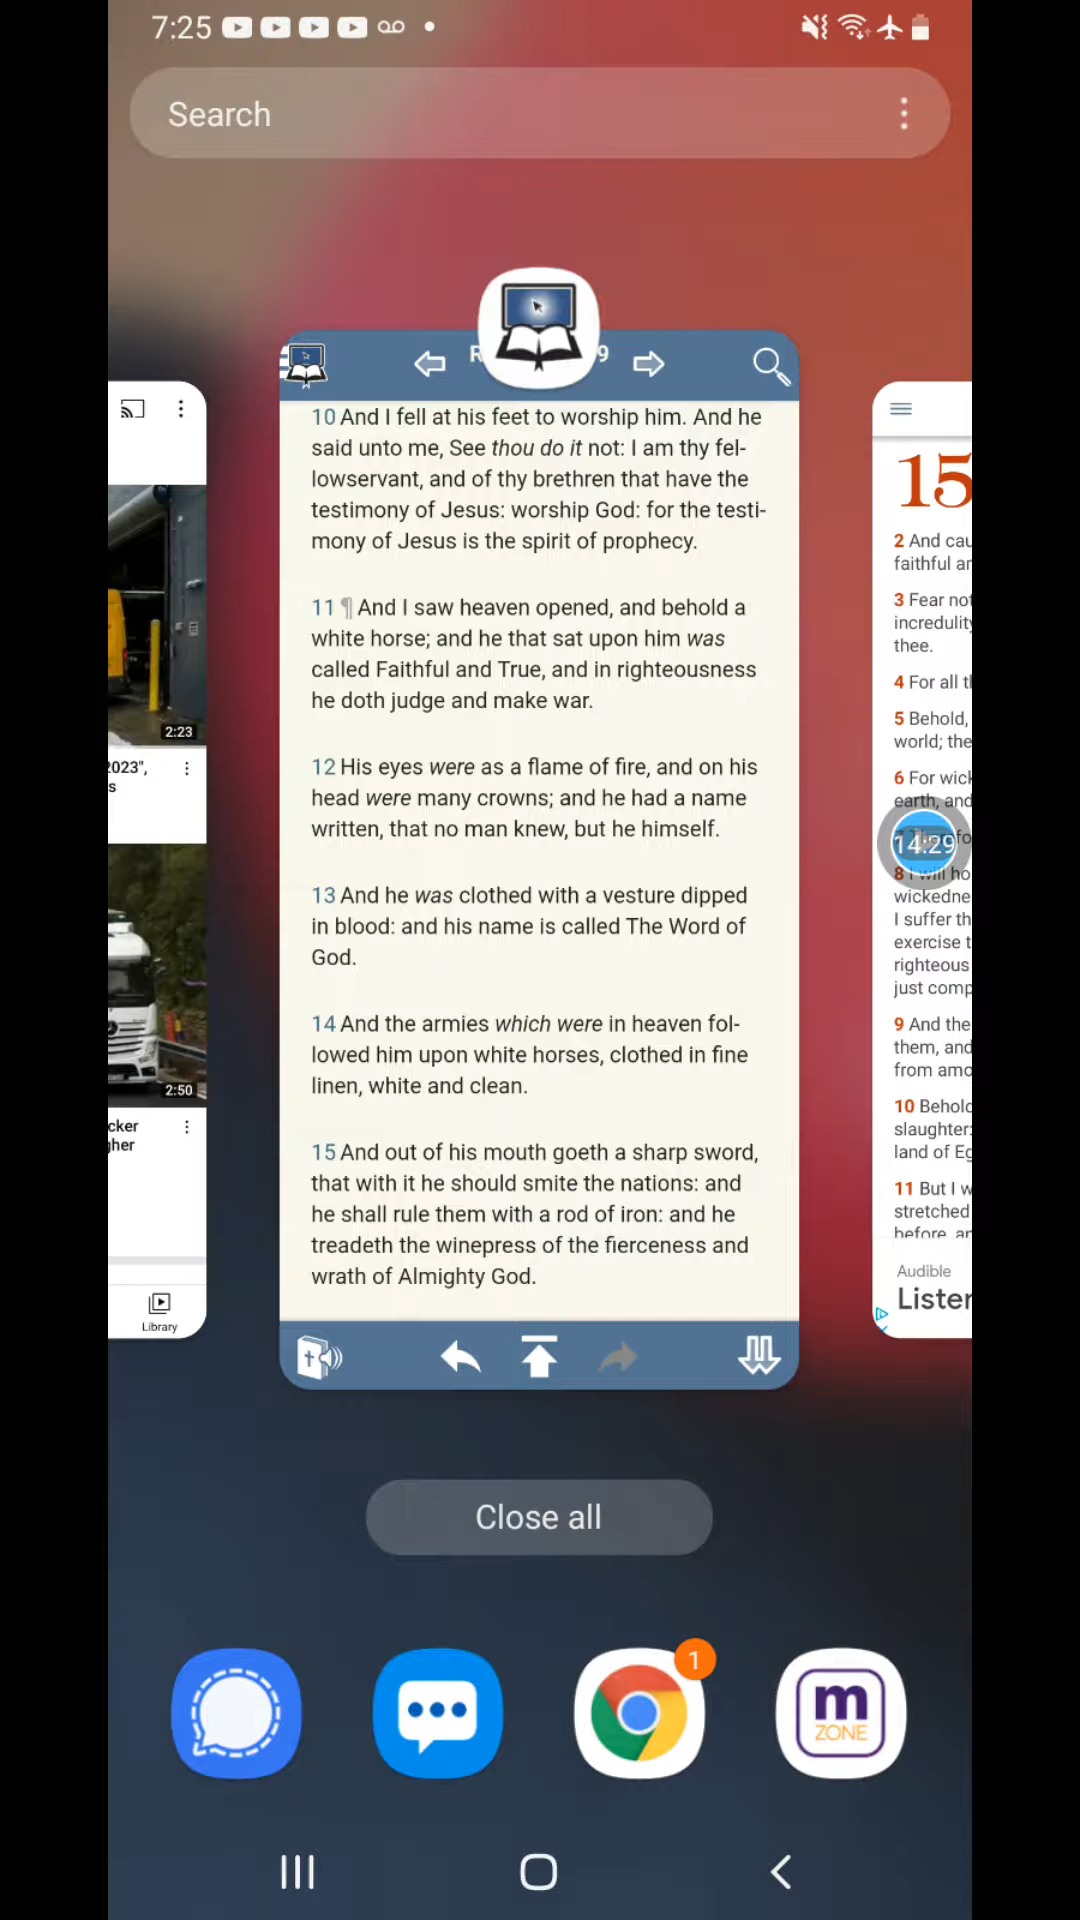 7:25
Search
R 9
10 And I fell at his feet to worship him. And he
said unto me, See thou do it not: I am thy fel-
lowservant, and of thy brethren that have the
testimony of Jesus: worship God: for the testi-
mony of Jesus is the spirit of prophecy.
11 ¶ And I saw heaven opened, and behold a
white horse; and he that sat upon him was
called Faithful and True, and in righteousness
he doth judge and make war.
12 His eyes were as a flame of fire, and on his
head were many crowns; and he had a name
written, that no man knew, but he himself.
13 And he was clothed with a vesture dipped
in blood: and his name is called The Word of
God.
14 And the armies which were in heaven fol-
lowed him upon white horses, clothed in fine
linen, white and clean.
15 And out of his mouth goeth a sharp sword,
that with it he should smite the nations: and
he shall rule them with a rod of iron: and he
treadeth the winepress of the fierceness and
wrath of Almighty God.
2:23
2023",
s
2:50
cker
gher
Library
15
2 And cau
faithful an
3 Fear not
incredulity
thee.
4 For all th
5 Behold,
world; the
6 For wick
earth, and
14:29
8 I will ho
wickedne
I suffer th
exercise t
righteous
just comp
9 And the
them, and
from amo
10 Behold
slaughter:
land of Eg
11 But I w
stretched
before, an
Audible
Listen
Close all
1
m
ZONE